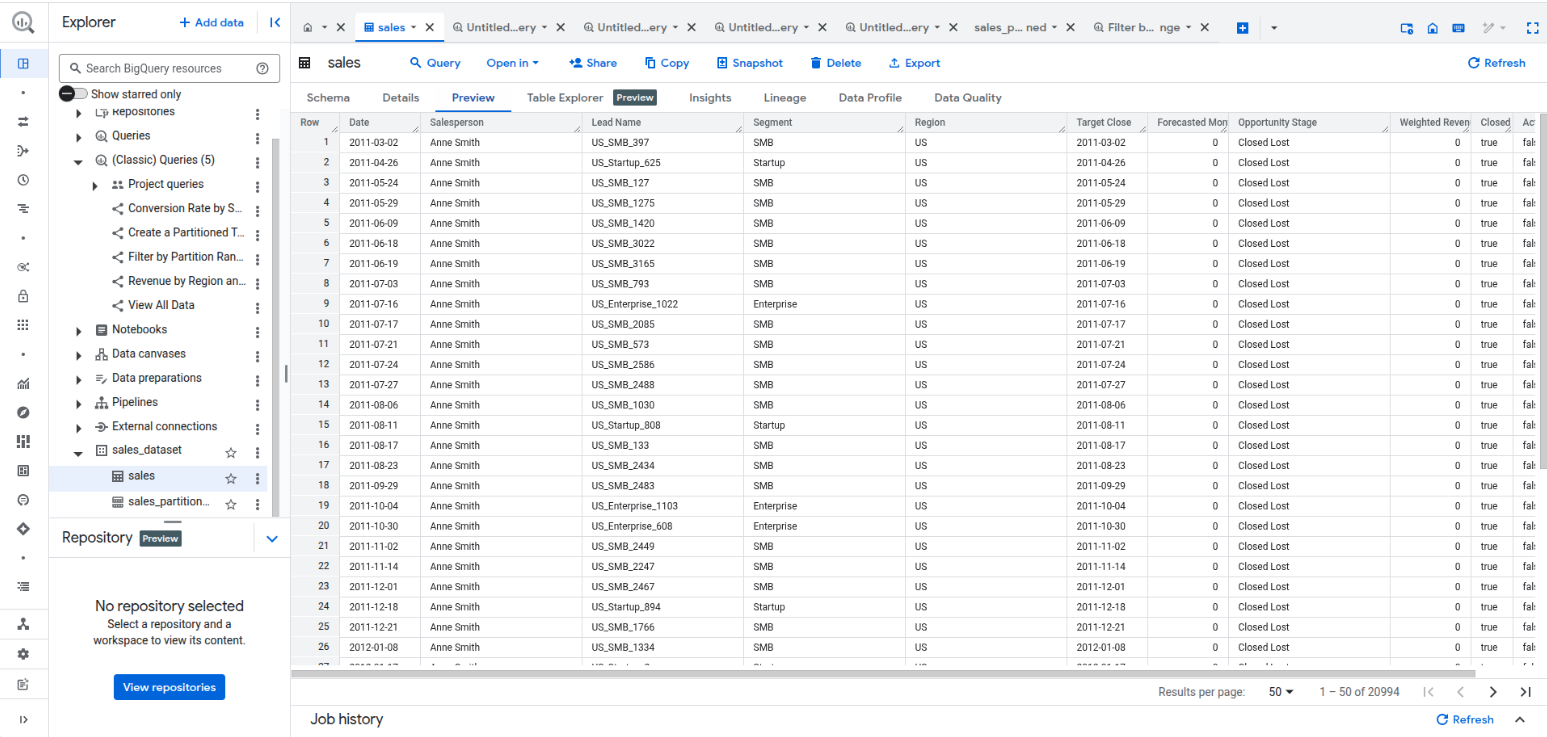 Explorer
+ Add data
sales
Untitled...ery
Untitled...ery
Untitled...ery
Untitled...ery
sales_p... ned
Filter b... nge
Search BigQuery resources
Show starred only
Repositories
Queries
(Classic) Queries (5)
Project queries
Conversion Rate by S...
Create a Partitioned T...
Filter by Partition Ran...
Revenue by Region an...
View All Data
Notebooks
Data canvases
Data preparations
Pipelines
External connections
sales_dataset
sales
sales_partition...
Repository Preview
No repository selected
Select a repository and a
workspace to view its content.
View repositories
sales Query Open in Share Copy Snapshot Delete Export Refresh
Schema Details Preview Table Explorer Preview Insights Lineage Data Profile Data Quality
Row Date Salesperson Lead Name Segment Region Target Close Forecasted Mon Opportunity Stage Weighted Reven Closed
1 2011-03-02 Anne Smith US_SMB_397 SMB US 2011-03-02 0 Closed Lost 0 true
2 2011-04-26 Anne Smith US_Startup_625 Startup US 2011-04-26 0 Closed Lost 0 true
3 2011-05-24 Anne Smith US_SMB_127 SMB US 2011-05-24 0 Closed Lost 0 true
4 2011-05-29 Anne Smith US_SMB_1275 SMB US 2011-05-29 0 Closed Lost 0 true
5 2011-06-09 Anne Smith US_SMB_1420 SMB US 2011-06-09 0 Closed Lost 0 true
6 2011-06-18 Anne Smith US_SMB_3022 SMB US 2011-06-18 0 Closed Lost 0 true
7 2011-06-19 Anne Smith US_SMB_3165 SMB US 2011-06-19 0 Closed Lost 0 true
8 2011-07-03 Anne Smith US_SMB_793 SMB US 2011-07-03 0 Closed Lost 0 true
9 2011-07-16 Anne Smith US_Enterprise_1022 Enterprise US 2011-07-16 0 Closed Lost 0 true
10 2011-07-17 Anne Smith US_SMB_2085 SMB US 2011-07-17 0 Closed Lost 0 true
11 2011-07-21 Anne Smith US_SMB_573 SMB US 2011-07-21 0 Closed Lost 0 true
12 2011-07-24 Anne Smith US_SMB_2586 SMB US 2011-07-24 0 Closed Lost 0 true
13 2011-07-27 Anne Smith US_SMB_2488 SMB US 2011-07-27 0 Closed Lost 0 true
14 2011-08-06 Anne Smith US_SMB_1030 SMB US 2011-08-06 0 Closed Lost 0 true
15 2011-08-11 Anne Smith US_Startup_808 Startup US 2011-08-11 0 Closed Lost 0 true
16 2011-08-17 Anne Smith US_SMB_133 SMB US 2011-08-17 0 Closed Lost 0 true
17 2011-08-23 Anne Smith US_SMB_2434 SMB US 2011-08-23 0 Closed Lost 0 true
18 2011-09-29 Anne Smith US_SMB_2483 SMB US 2011-09-29 0 Closed Lost 0 true
19 2011-10-04 Anne Smith US_Enterprise_1103 Enterprise US 2011-10-04 0 Closed Lost 0 true
20 2011-10-30 Anne Smith US_Enterprise_608 Enterprise US 2011-10-30 0 Closed Lost 0 true
21 2011-11-02 Anne Smith US_SMB_2449 SMB US 2011-11-02 0 Closed Lost 0 true
22 2011-11-14 Anne Smith US_SMB_2247 SMB US 2011-11-14 0 Closed Lost 0 true
23 2011-12-01 Anne Smith US_SMB_2467 SMB US 2011-12-01 0 Closed Lost 0 true
24 2011-12-18 Anne Smith US_Startup_894 Startup US 2011-12-18 0 Closed Lost 0 true
25 2011-12-21 Anne Smith US_SMB_1766 SMB US 2011-12-21 0 Closed Lost 0 true
26 2012-01-08 Anne Smith US_SMB_1334 SMB US 2012-01-08 0 Closed Lost 0 true
Results per page: 50 1 – 50 of 20994
Job history Refresh